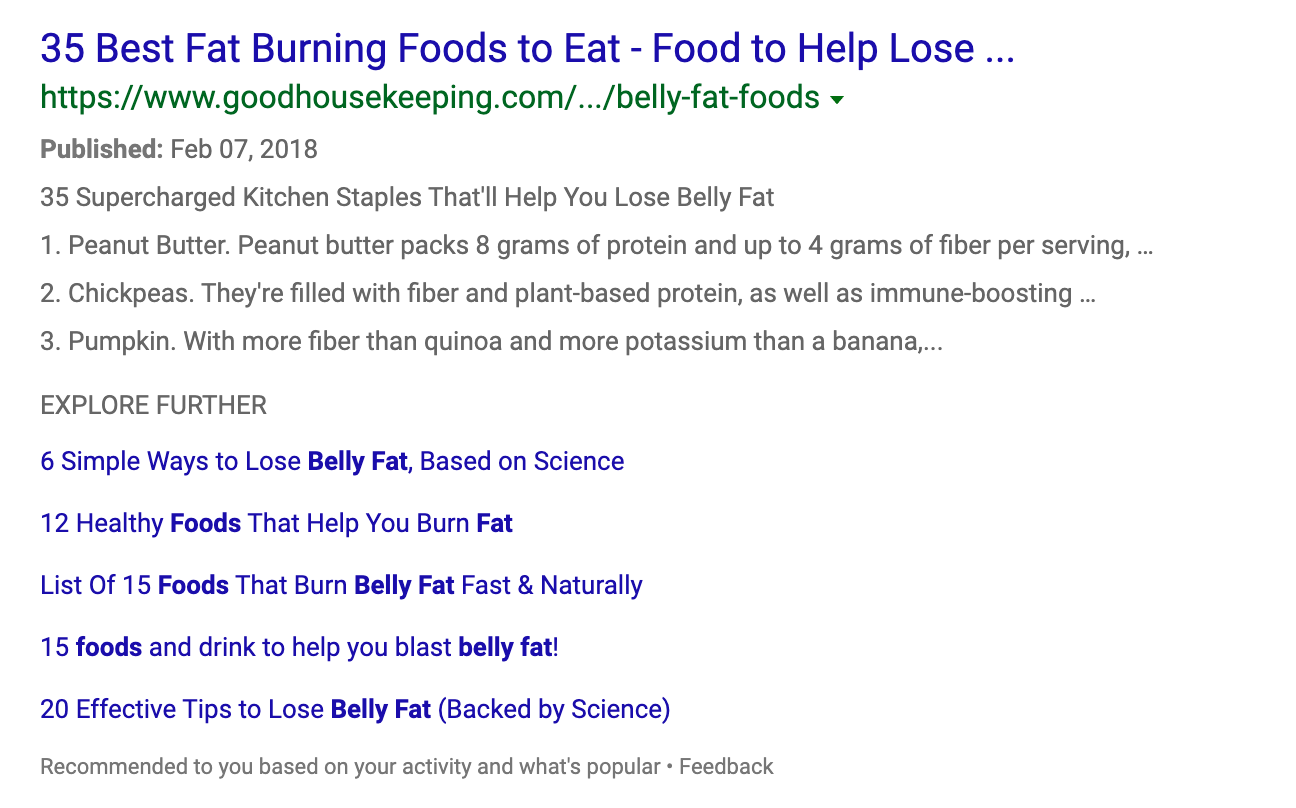 35 Best Fat Burning Foods to Eat - Food to Help Lose ...
https://www.goodhousekeeping.com/.../belly-fat-foods
Published: Feb 07, 2018
35 Supercharged Kitchen Staples That'll Help You Lose Belly Fat
1. Peanut Butter. Peanut butter packs 8 grams of protein and up to 4 grams of fiber per serving, ...
2. Chickpeas. They're filled with fiber and plant-based protein, as well as immune-boosting ...
3. Pumpkin. With more fiber than quinoa and more potassium than a banana,...
EXPLORE FURTHER
6 Simple Ways to Lose Belly Fat, Based on Science
12 Healthy Foods That Help You Burn Fat
List Of 15 Foods That Burn Belly Fat Fast & Naturally
15 foods and drink to help you blast belly fat!
20 Effective Tips to Lose Belly Fat (Backed by Science)
Recommended to you based on your activity and what's popular • Feedback